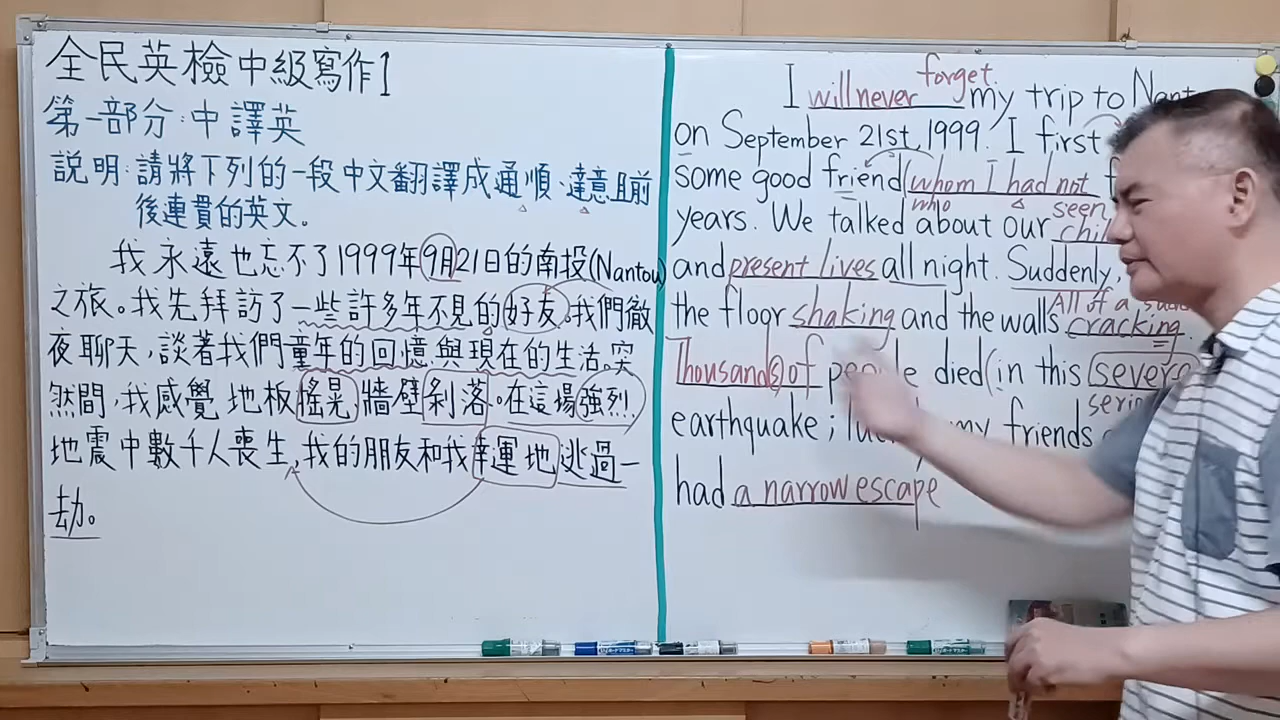 全民英檢中級寫作1
第一部分:中譯英
說明:請將下列的一段中文翻譯成通順、達意且前
後連貫的英文。
我永遠也忘不了1999年9月21日的南投(Nantou)
之旅。我先拜訪了一些許多年不見的好友。我們徹
夜聊天,談著我們童年的回憶與現在的生活。突
然間,我感覺地板搖晃、牆壁剝落。在這場強烈
地震中數千人喪生,我的朋友和我幸運地逃過一
劫。
I will never forget my trip to
on September 21st, 1999. I first
some good friend (whom I had not
who seen
years. We talked about our
and present lives all night. Suddenly,
All of a
the floor shaking and the walls cracking.
Thousand(s) of people died (in this severe
earthquake; my friends
had a narrow escape